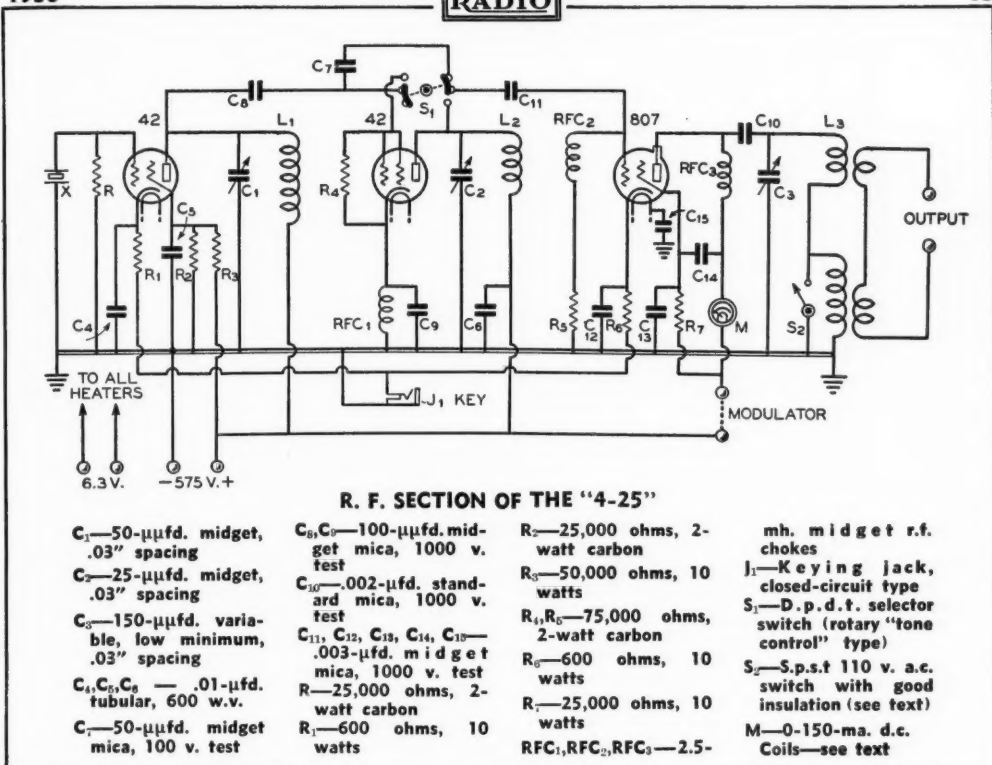 RADIO
C7
C8
S1
C11
42
L1
42
L2
RFC2
807
C10
L3
X
R
C1
R4
C2
RFC3
C3
OUTPUT
C5
C15
R1
R2
R3
C14
C4
RFC1
C9
C6
R5
C12
R6
C13
R7
M
S2
TO ALL
HEATERS
J1 KEY
MODULATOR
6.3 V.
−575 V.+
R. F. SECTION OF THE "4-25"
C₁—50-μμfd. midget,
.03" spacing
C₂—25-μμfd. midget,
.03" spacing
C₃—150-μμfd. varia-
ble, low minimum,
.03" spacing
C₄,C₅,C₆ — .01-μfd.
tubular, 600 w.v.
C₇—50-μμfd. midget
mica, 100 v. test
C₈,C₉—100-μμfd. mid-
get mica, 1000 v.
test
C₁₀—.002-μfd. stand-
ard mica, 1000 v.
test
C₁₁, C₁₂, C₁₃, C₁₄, C₁₅—
.003-μfd. midget
mica, 1000 v. test
R—25,000 ohms, 2-
watt carbon
R₁—600 ohms, 10
watts
R₂—25,000 ohms, 2-
watt carbon
R₃—50,000 ohms, 10
watts
R₄,R₅—75,000 ohms,
2-watt carbon
R₆—600 ohms, 10
watts
R₇—25,000 ohms, 10
watts
RFC₁,RFC₂,RFC₃—2.5-
mh. midget r.f.
chokes
J₁—Keying jack,
closed-circuit type
S₁—D.p.d.t. selector
switch (rotary "tone
control" type)
S₂—S.p.s.t 110 v. a.c.
switch with good
insulation (see text)
M—0-150-ma. d.c.
Coils—see text